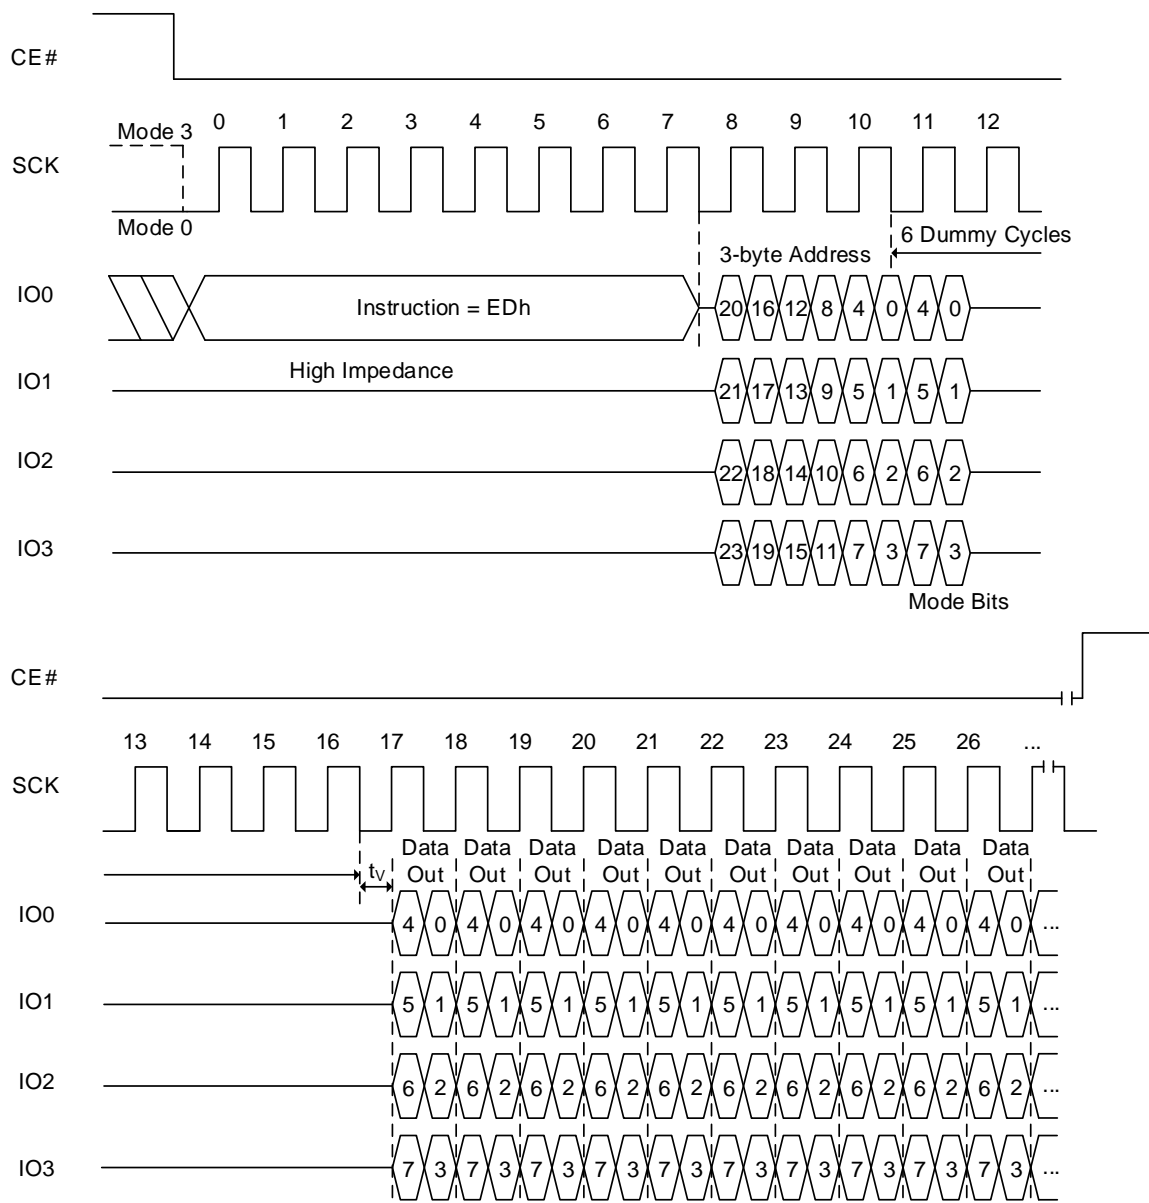 CE#
0 1 2 3 4 5 6 7 8 9 10 11 12
Mode 3
SCK
Mode 0
6 Dummy Cycles
3-byte Address
IO0
Instruction = EDh
20 16 12 8 4 0 4 0
High Impedance
IO1
21 17 13 9 5 1 5 1
IO2
22 18 14 10 6 2 6 2
IO3
23 19 15 11 7 3 7 3
Mode Bits
CE#
13 14 15 16 17 18 19 20 21 22 23 24 25 26 ...
SCK
tV
Data Data Data Data Data Data Data Data Data Data
Out Out Out Out Out Out Out Out Out Out
IO0
4 0 4 0 4 0 4 0 4 0 4 0 4 0 4 0 4 0 4 0 ...
IO1
5 1 5 1 5 1 5 1 5 1 5 1 5 1 5 1 5 1 5 1 ...
IO2
6 2 6 2 6 2 6 2 6 2 6 2 6 2 6 2 6 2 6 2 ...
IO3
7 3 7 3 7 3 7 3 7 3 7 3 7 3 7 3 7 3 7 3 ...